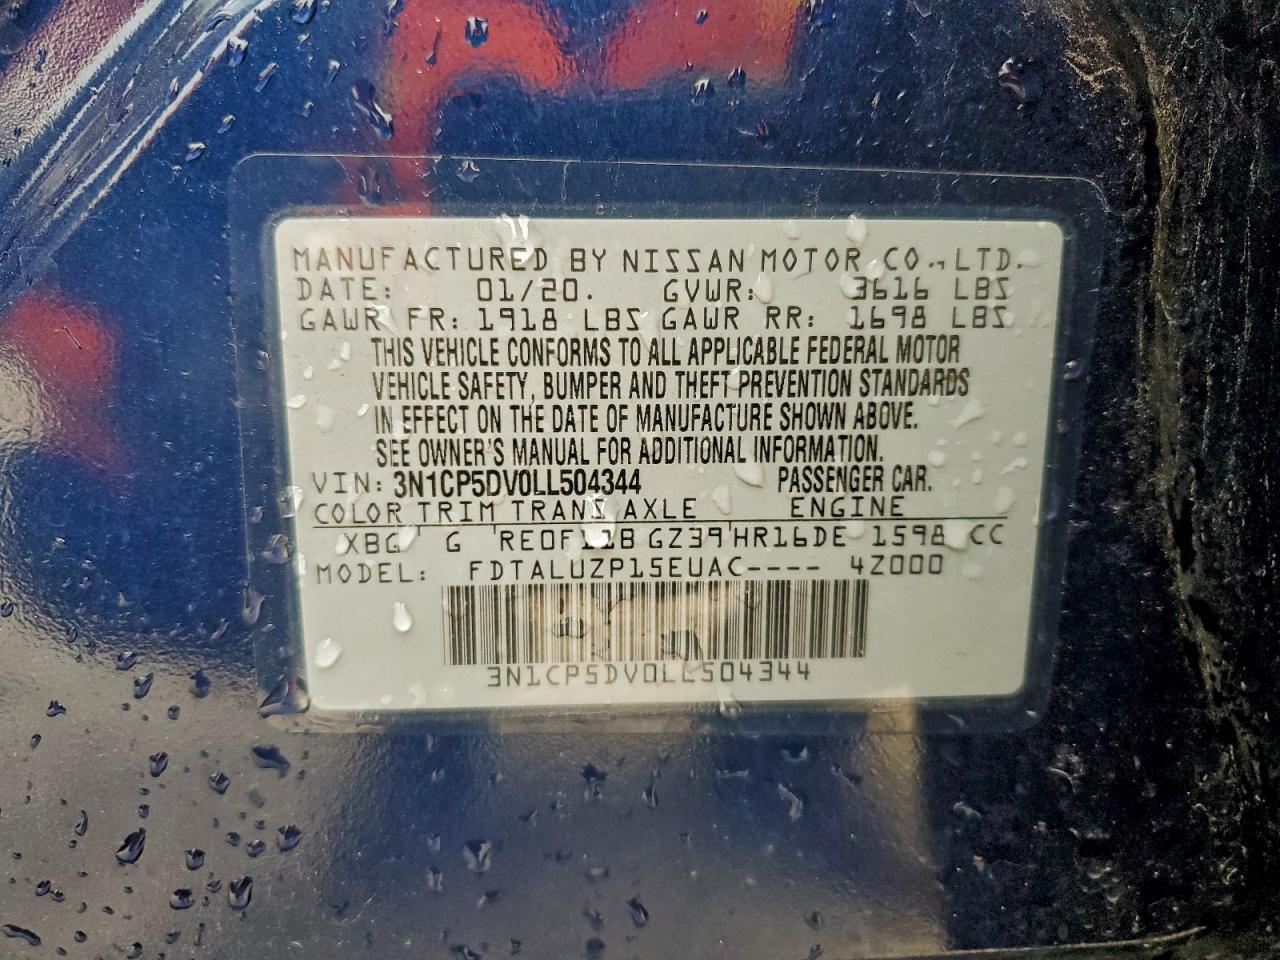 MANUFACTURED BY NISSAN MOTOR CO., LTD.
DATE: 01/20. GVWR: 3616 LBS
GAWR FR: 1918 LBS GAWR RR: 1698 LBS
THIS VEHICLE CONFORMS TO ALL APPLICABLE FEDERAL MOTOR
VEHICLE SAFETY, BUMPER AND THEFT PREVENTION STANDARDS
IN EFFECT ON THE DATE OF MANUFACTURE SHOWN ABOVE.
SEE OWNER'S MANUAL FOR ADDITIONAL INFORMATION.
VIN: 3N1CP5DV0LL504344 PASSENGER CAR.
COLOR TRIM TRANS AXLE ENGINE
XBG G RE0F11B GZ39 HR16DE 1598 CC
MODEL: FDTALUZP15EUAC---- 4Z000
3N1CP5DV0LL504344